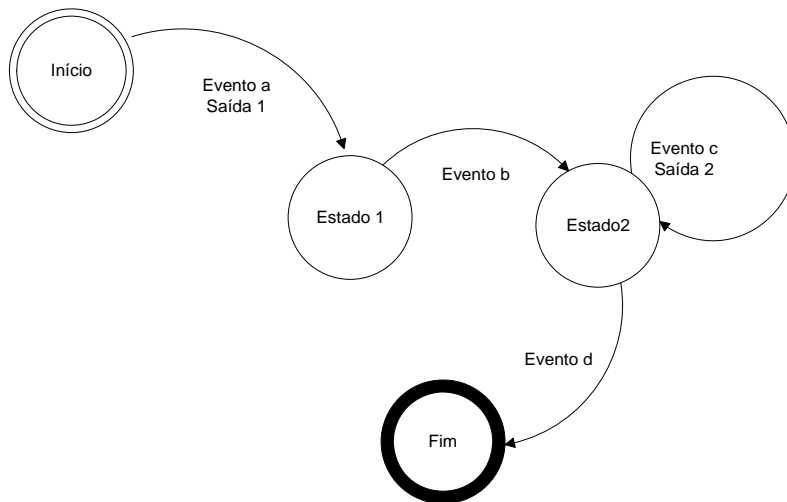 Início
Evento a
Saída 1
Evento b
Evento c
Saída 2
Estado 1
Estado2
Evento d
Fim